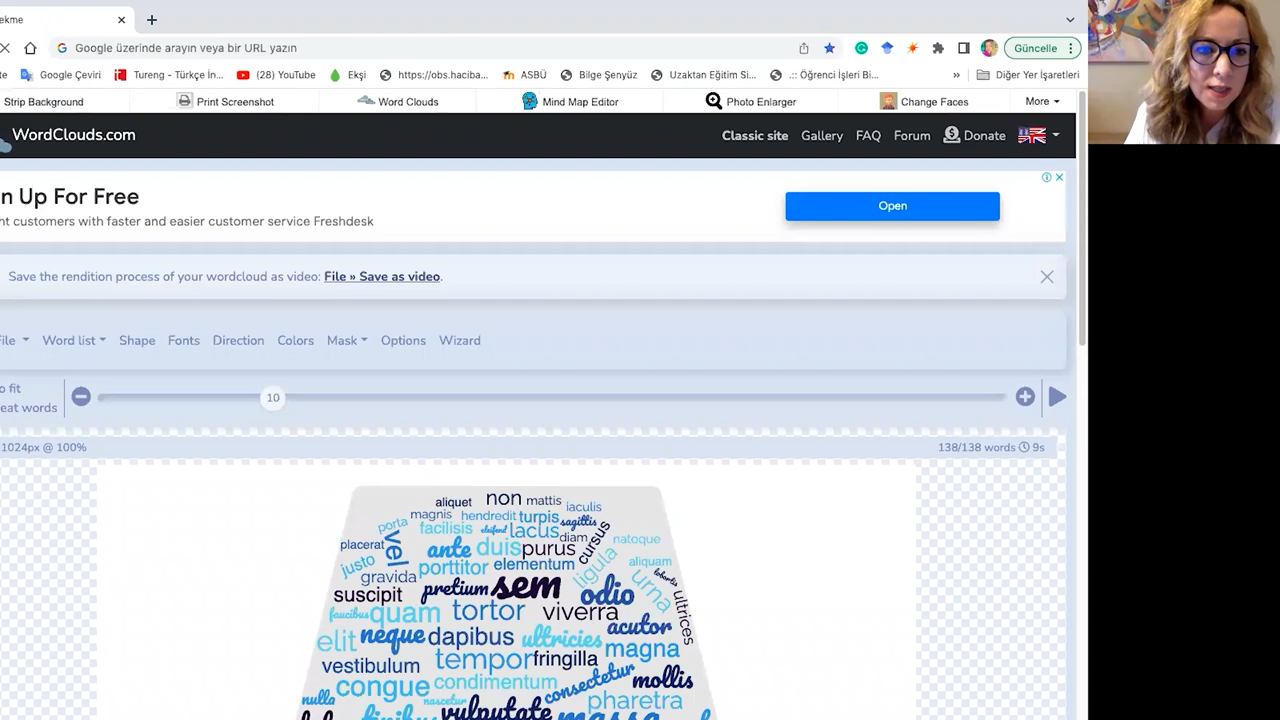 ekme
Google üzerinde arayın veya bir URL yazın
Güncelle
te Google Çeviri Tureng - Türkçe İn... (28) YouTube Ekşi https://obs.haciba... ASBÜ Bilge Şenyüz Uzaktan Eğitim Si... .:: Öğrenci İşleri Bi... » Diğer Yer İşaretleri
Strip Background Print Screenshot Word Clouds Mind Map Editor Photo Enlarger Change Faces More
WordClouds.com Classic site Gallery FAQ Forum Donate
n Up For Free
Open
ht customers with faster and easier customer service Freshdesk
Save the rendition process of your wordcloud as video: File » Save as video.
File Word list Shape Fonts Direction Colors Mask Options Wizard
o fit
10
eat words
1024px @ 100% 138/138 words 9s
aliquet non mattis iaculis
magnis hendredit turpis sagittis
porta facilisis eleifend lacus diam cursus natoque
placerat vel ante duis purus
justo porttitor elementum ligula aliquam
gravida pretium sem odio urna lobortis
suscipit ultrices
faucibus quam tortor viverra
elit neque dapibus ultricies acutor
vestibulum tempor fringilla magna
congue condimentum consectetur mollis
nulla nascetur pharetra
vulputate massa